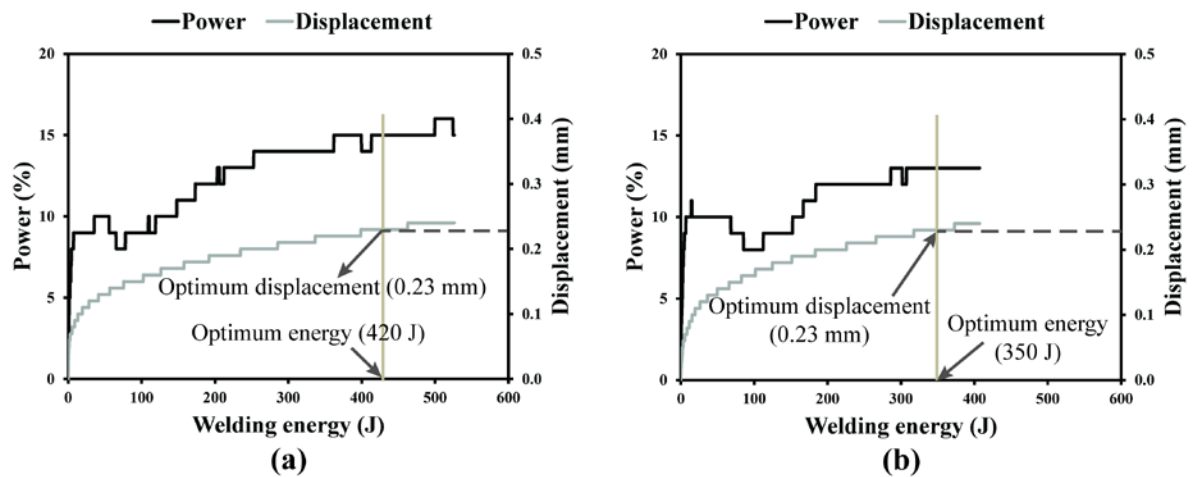 Power Displacement
20
15
10
5
0
Power (%)
0.5
0.4
0.3
0.2
0.1
0.0
Displacement (mm)
Optimum displacement (0.23 mm)
Optimum energy (420 J)
0 100 200 300 400 500 600
Welding energy (J)
(a)
Power Displacement
20
15
10
5
0
Power (%)
0.5
0.4
0.3
0.2
0.1
0.0
Displacement (mm)
Optimum displacement
(0.23 mm)
Optimum energy
(350 J)
0 100 200 300 400 500 600
Welding energy (J)
(b)